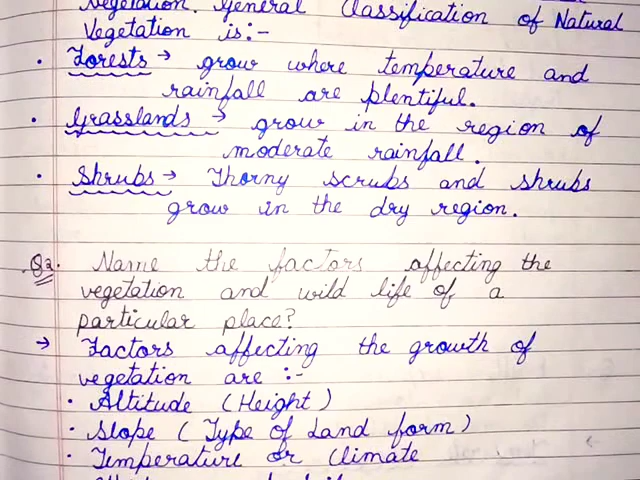 vegetation. General Classification of Natural
Vegetation is:-
• Forests → grow where temperature and
rainfall are plentiful.
• Grasslands → grow in the region of
moderate rainfall.
• Shrubs → Thorny scrubs and shrubs
grow in the dry region.
Q2. Name the factors affecting the
vegetation and wild life of a
particular place?
→ Factors affecting the growth of
vegetation are :-
• Altitude (Height)
• Slope (Type of Land form)
• Temperature or Climate